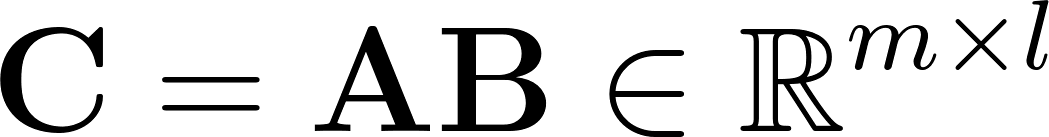 𝐂 = 𝐀𝐁 ∈ ℝ^{m×l}